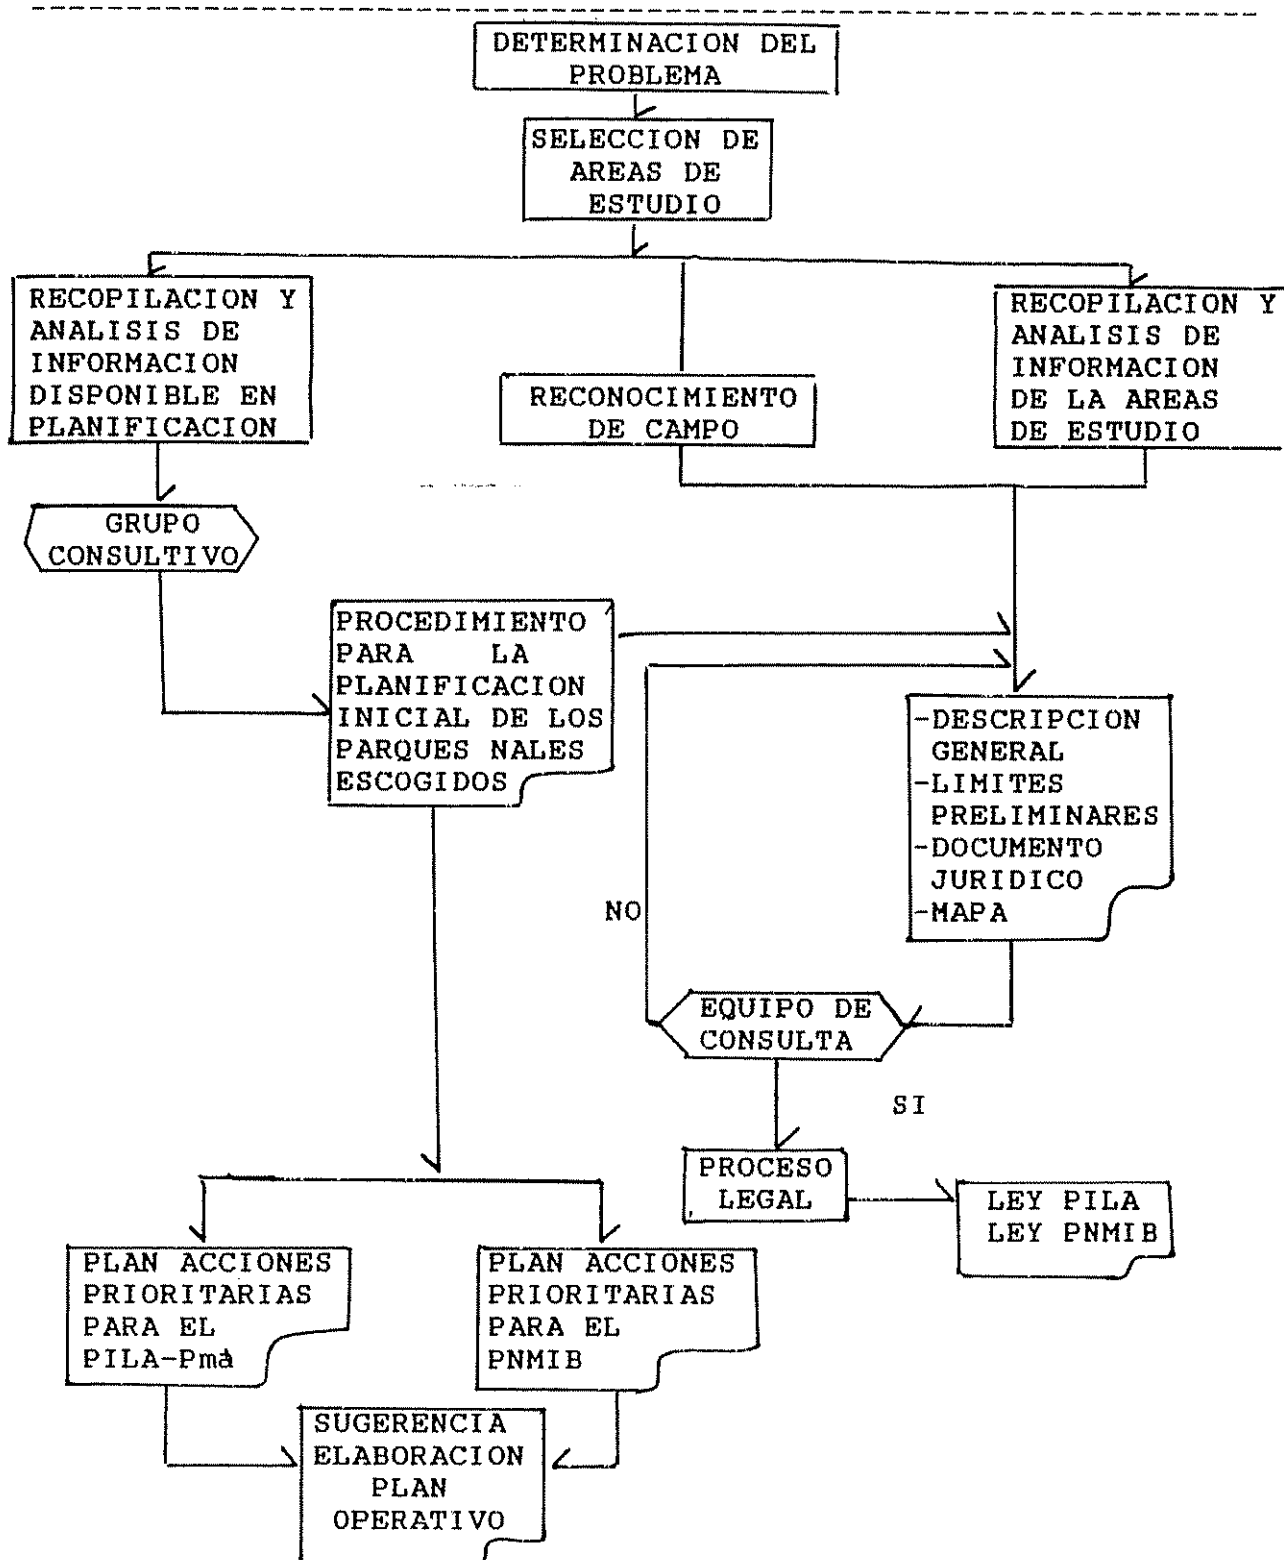 DETERMINACION DEL
PROBLEMA
SELECCION DE
AREAS DE
ESTUDIO
RECOPILACION Y
ANALISIS DE
INFORMACION
DISPONIBLE EN
PLANIFICACION
RECONOCIMIENTO
DE CAMPO
RECOPILACION Y
ANALISIS DE
INFORMACION
DE LA AREAS
DE ESTUDIO
GRUPO
CONSULTIVO
PROCEDIMIENTO
PARA LA
PLANIFICACION
INICIAL DE LOS
PARQUES NALES
ESCOGIDOS
-DESCRIPCION
GENERAL
-LIMITES
PRELIMINARES
-DOCUMENTO
JURIDICO
-MAPA
NO
EQUIPO DE
CONSULTA
SI
PROCESO
LEGAL
LEY PILA
LEY PNMIB
PLAN ACCIONES
PRIORITARIAS
PARA EL
PILA-Pmá
PLAN ACCIONES
PRIORITARIAS
PARA EL
PNMIB
SUGERENCIA
ELABORACION
PLAN
OPERATIVO